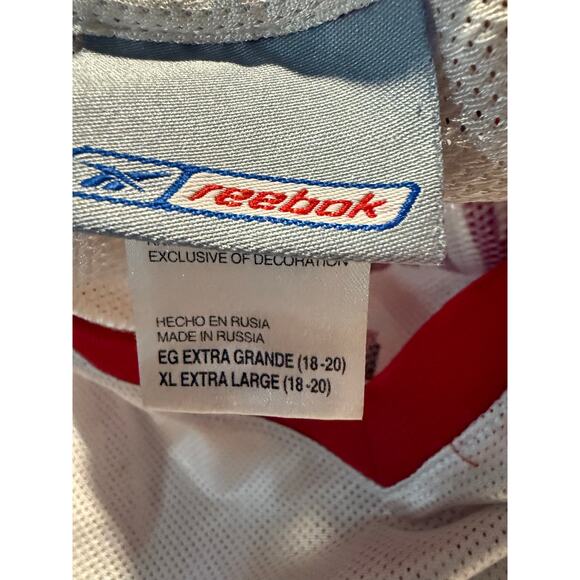 reebok
EXCLUSIVE OF DECORATION
HECHO EN RUSIA
MADE IN RUSSIA
EG EXTRA GRANDE (18-20)
XL EXTRA LARGE (18-20)